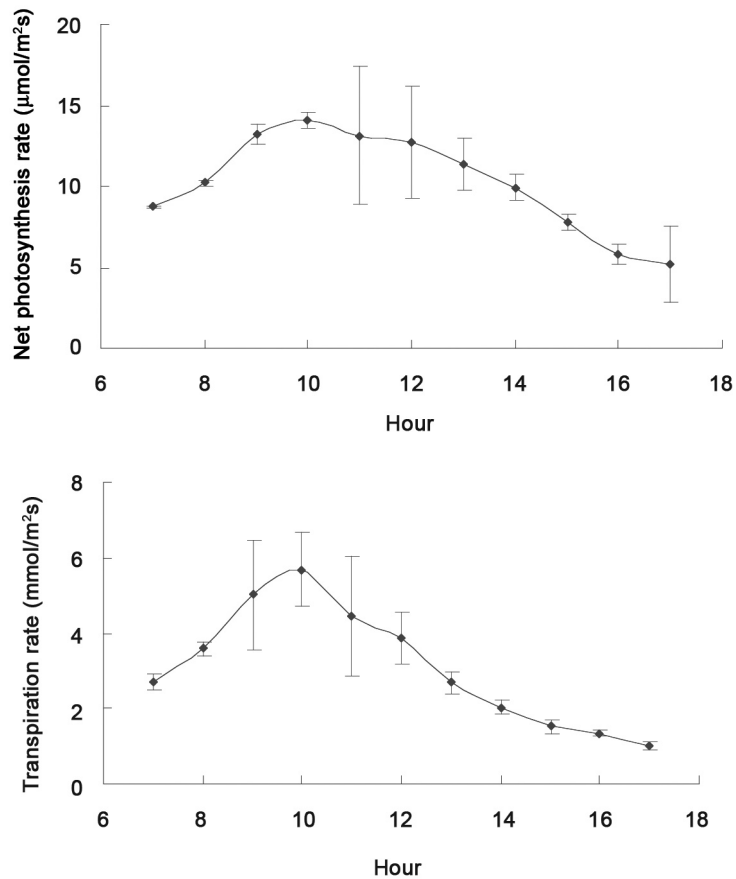 Net photosynthesis rate (μmol/m²s)
20
15
10
5
0
6 8 10 12 14 16 18
Hour
Transpiration rate (mmol/m²s)
8
6
4
2
0
6 8 10 12 14 16 18
Hour